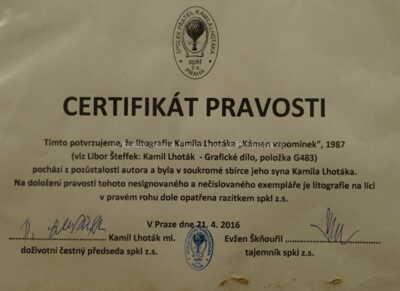 SPOLEK PŘÁTEL KAMILA LHOTÁKA
spkl
z.s.
PRAHA
CERTIFIKÁT PRAVOSTI
Tímto potvrzujeme, že litografie Kamila Lhotáka „Kámen vzpomínek", 1987
(viz Libor Šteffek: Kamil Lhoták - Grafické dílo, položka G483)
pochází z pozůstalosti autora a byla v soukromé sbírce jeho syna Kamila Lhotáka.
Na doložení pravosti tohoto nesignovaného a nečíslovaného exempláře je litografie na líci
v pravém rohu dole opatřena razítkem spkl z.s.
V Praze dne 21. 4. 2016
Kamil Lhoták ml.
Evžen Škňouřil
doživotní čestný předseda spkl z.s.
tajemník spkl z.s.